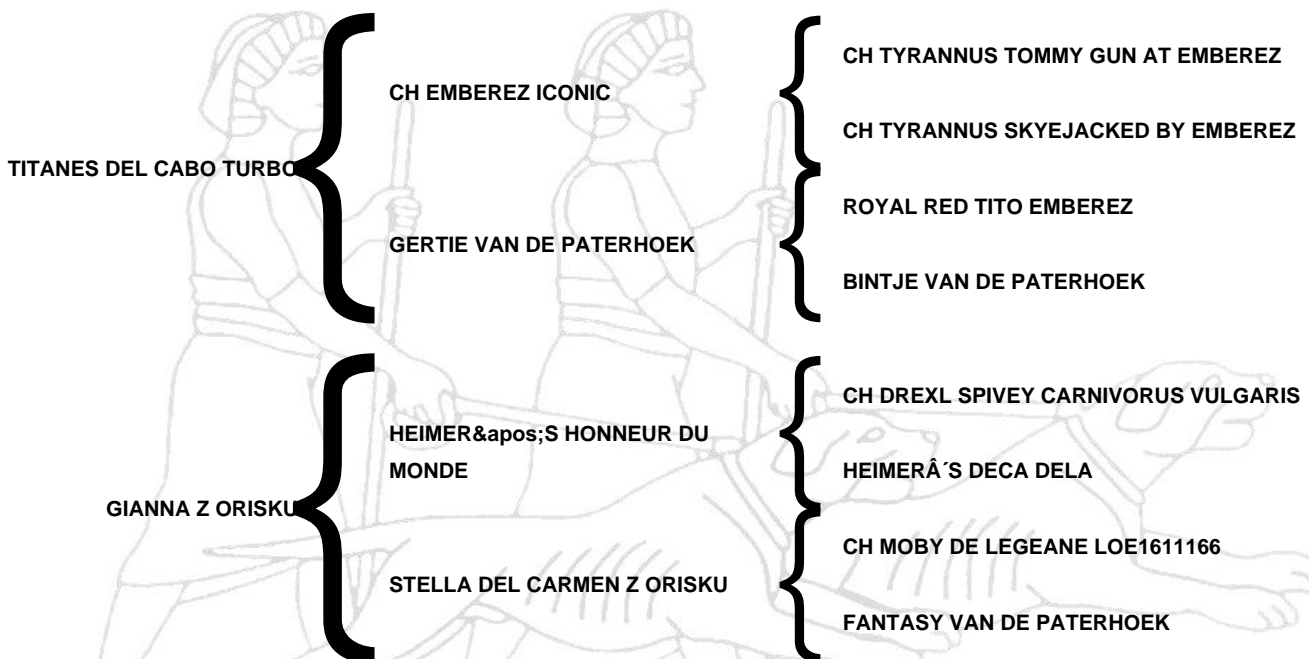 CH TYRANNUS TOMMY GUN AT EMBEREZ
CH EMBEREZ ICONIC
CH TYRANNUS SKYEJACKED BY EMBEREZ
TITANES DEL CABO TURBO
ROYAL RED TITO EMBEREZ
GERTIE VAN DE PATERHOEK
BINTJE VAN DE PATERHOEK
CH DREXL SPIVEY CARNIVORUS VULGARIS
HEIMER&apos;S HONNEUR DU
MONDE
HEIMERÂ´S DECA DELA
GIANNA Z ORISKU
CH MOBY DE LEGEANE LOE1611166
STELLA DEL CARMEN Z ORISKU
FANTASY VAN DE PATERHOEK